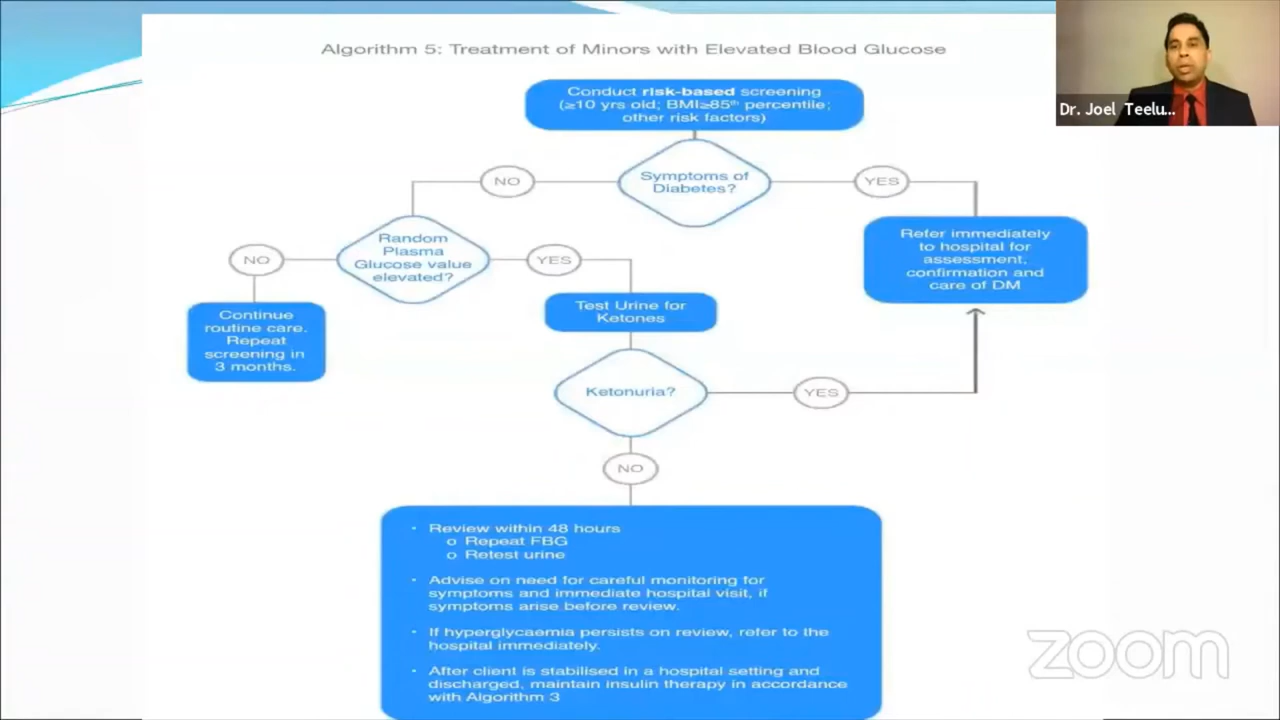 Algorithm 5: Treatment of Minors with Elevated Blood Glucose
Dr. Joel Teelu...
Conduct risk-based screening
(≥10 yrs old; BMI≥85th percentile;
other risk factors)
Symptoms of
Diabetes?
NO
YES
Random
Plasma
Glucose value
elevated?
Refer immediately
to hospital for
assessment,
confirmation and
care of DM
NO
YES
Continue
routine care.
Repeat
screening in
3 months.
Test Urine for
Ketones
Ketonuria?
YES
NO
· Review within 48 hours
o Repeat FBG
o Retest urine
· Advise on need for careful monitoring for
symptoms and immediate hospital visit, if
symptoms arise before review.
· If hyperglycaemia persists on review, refer to the
hospital immediately.
· After client is stabilised in a hospital setting and
discharged, maintain insulin therapy in accordance
with Algorithm 3
zoom